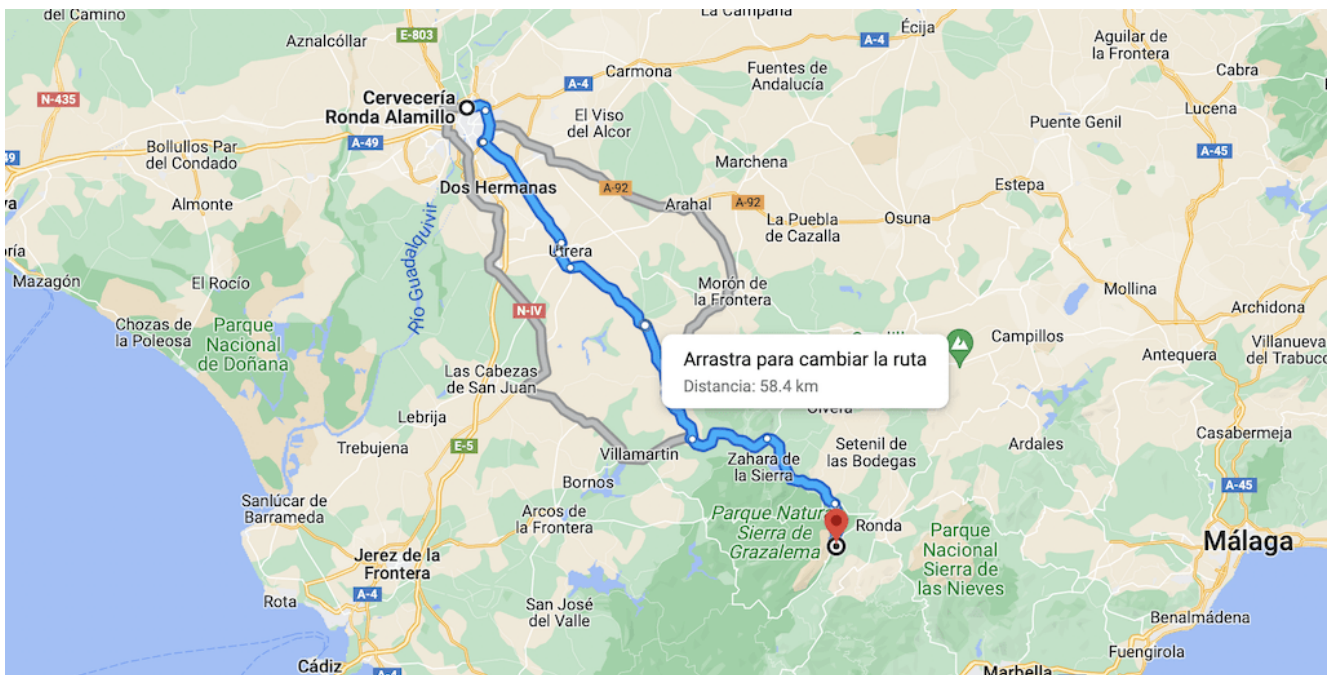 del Camino
La Campana
Écija
A-4
Aguilar de
la Frontera
Aznalcóllar
E-803
Cabra
N-435
Carmona
A-4
Fuentes de
Andalucía
Cervecería
Ronda Alamillo
Lucena
El Viso
del Alcor
Puente Genil
A-49
A-45
49
Bollullos Par
del Condado
Marchena
Dos Hermanas
A-92
Estepa
Almonte
Arahal
A-92
La Puebla
de Cazalla
Osuna
Río Guadalquivir
Utrera
Mazagón
El Rocío
Morón de
la Frontera
Mollina
Archidona
N-IV
Chozas de
la Poleosa
Parque
Nacional
de Doñana
Campillos
Villanueva
del Trabuco
Antequera
Arrastra para cambiar la ruta
Distancia: 58.4 km
Las Cabezas
de San Juan
Lebrija
Olvera
Casabermeja
Trebujena
E-5
Setenil de
las Bodegas
Ardales
Villamartin
Zahara de
la Sierra
Bornos
A-45
Sanlúcar de
Barrameda
Arcos de
la Frontera
Parque Natur
Sierra de
Grazalema
Ronda
Parque
Nacional
Sierra de
las Nieves
Málaga
Jerez de la
Frontera
A-4
Rota
San José
del Valle
Benalmádena
Fuengirola
Cádiz
A-4
Marbella